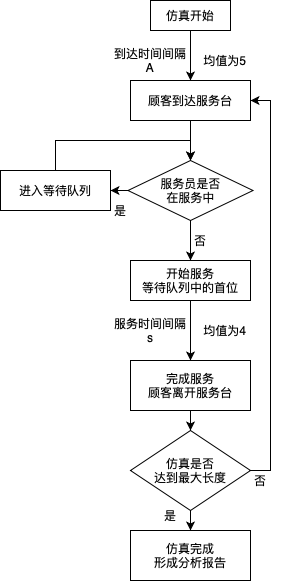 仿真开始
到达时间间隔
A
均值为5
顾客到达服务台
服务员是否
在服务中
进入等待队列
是
否
开始服务
等待队列中的首位
服务时间间隔
s
均值为4
完成服务
顾客离开服务台
仿真是否
达到最大长度
否
是
仿真完成
形成分析报告